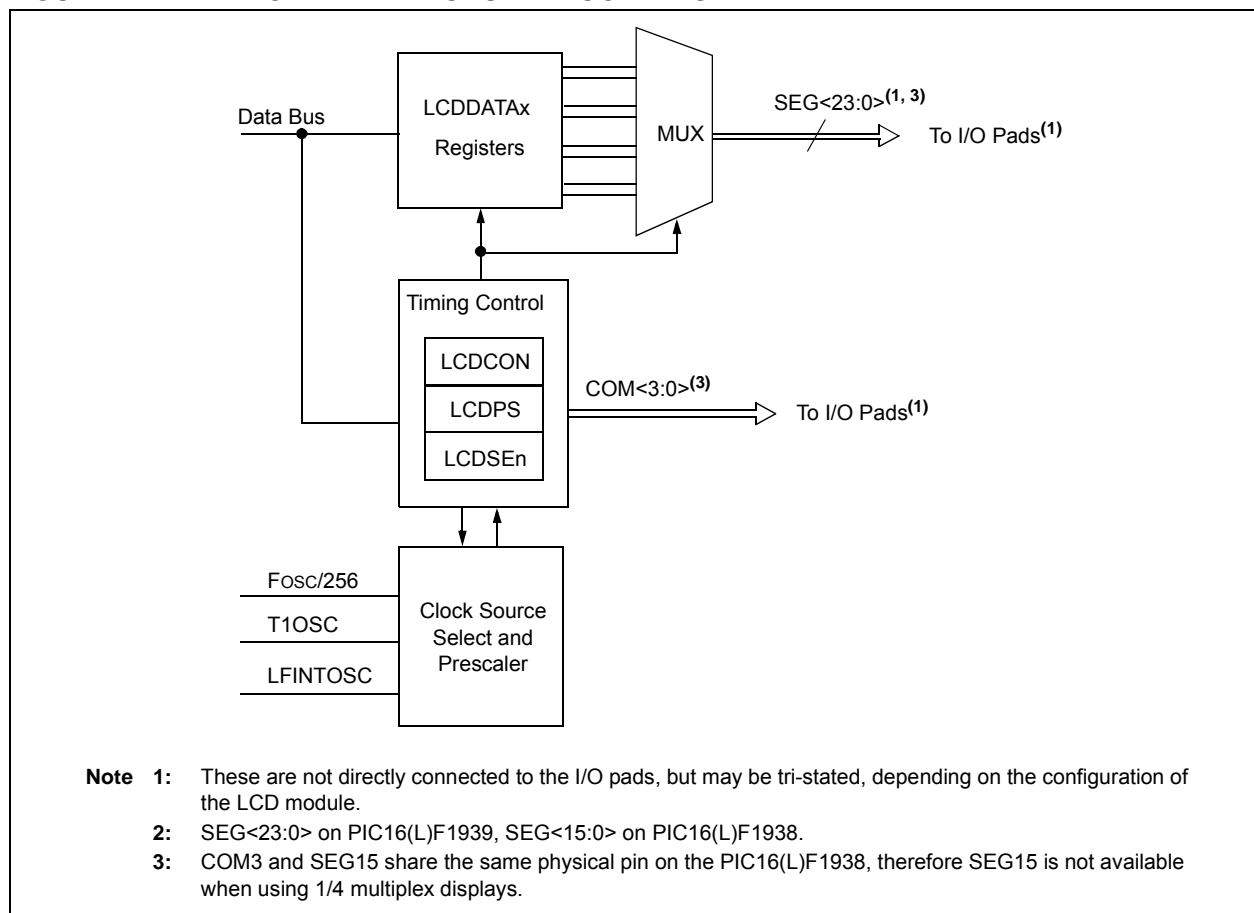 Data Bus
LCDDATAx
Registers
MUX
SEG<23:0>(1, 3)
To I/O Pads(1)
Timing Control
LCDCON
LCDPS
LCDSEn
COM<3:0>(3)
To I/O Pads(1)
FOSC/256
T1OSC
LFINTOSC
Clock Source
Select and
Prescaler
Note 1: These are not directly connected to the I/O pads, but may be tri-stated, depending on the configuration of
the LCD module.
2: SEG<23:0> on PIC16(L)F1939, SEG<15:0> on PIC16(L)F1938.
3: COM3 and SEG15 share the same physical pin on the PIC16(L)F1938, therefore SEG15 is not available
when using 1/4 multiplex displays.